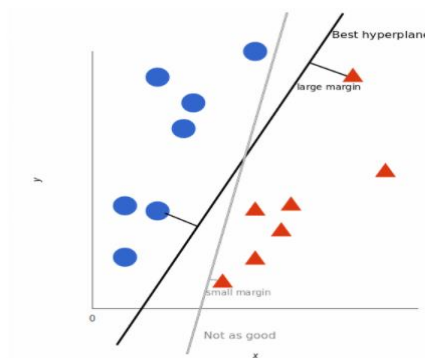 Best hyperplane
large margin
y
small margin
0
Not as good
x